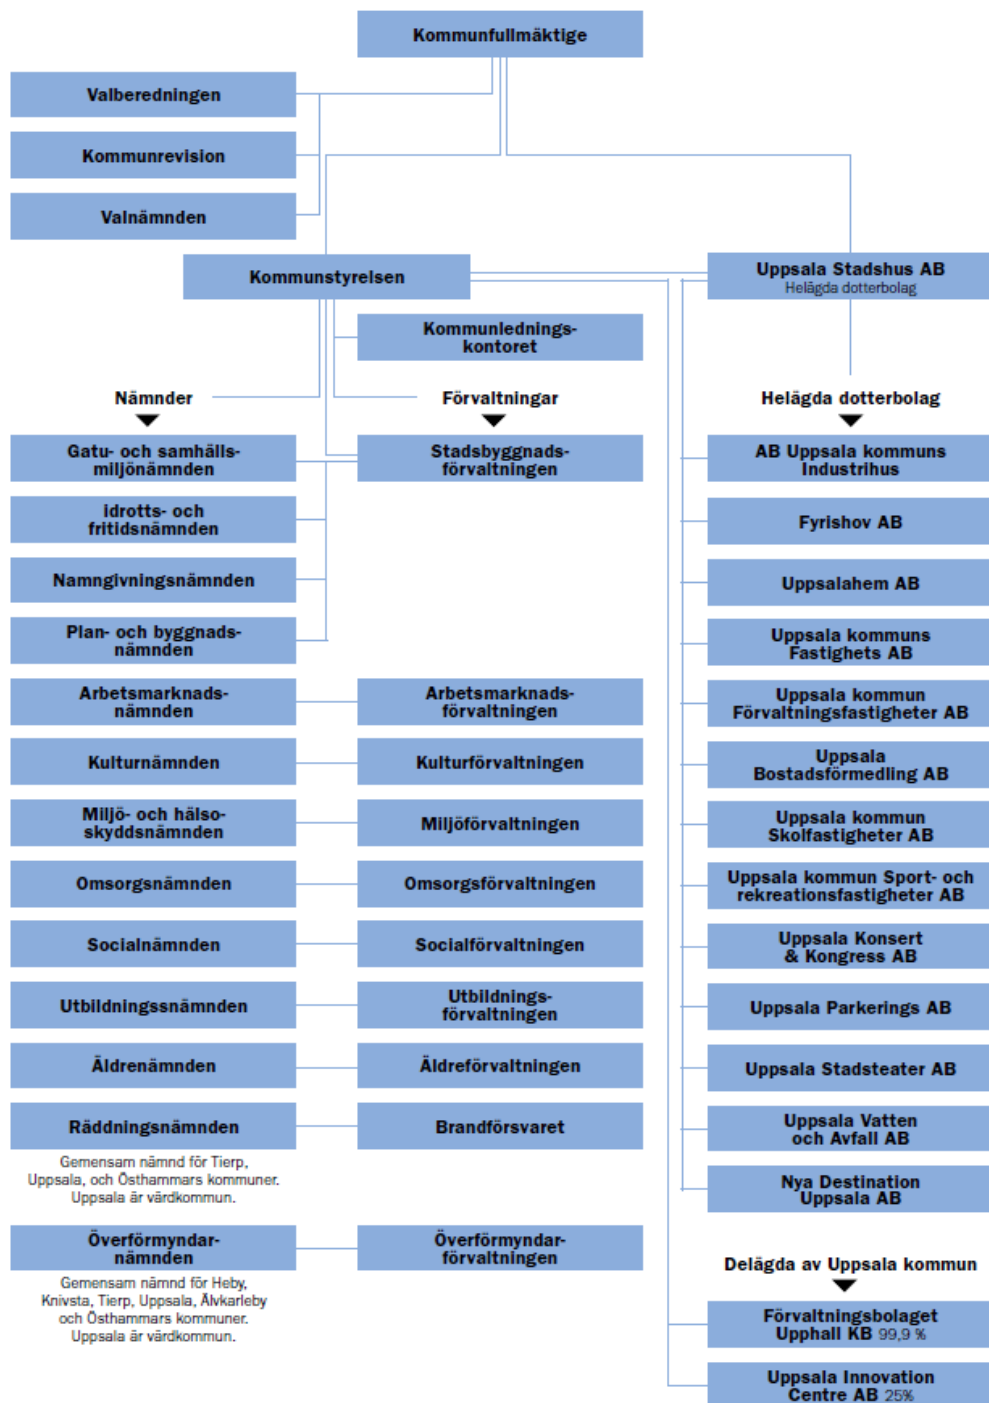 Kommunfullmäktige
Valberedningen
Kommunrevision
Valnämnden
Kommunstyrelsen
Uppsala Stadshus AB
Helägda dotterbolag
Kommunlednings-
kontoret
Nämnder
Förvaltningar
Helägda dotterbolag
Gatu- och samhälls-
miljönämnden
Stadsbyggnads-
förvaltningen
AB Uppsala kommuns
Industrihus
idrotts- och
fritidsnämnden
Fyrishov AB
Namngivningsnämnden
Uppsalahem AB
Plan- och byggnads-
nämnden
Uppsala kommuns
Fastighets AB
Arbetsmarknads-
nämnden
Arbetsmarknads-
förvaltningen
Uppsala kommun
Förvaltningsfastigheter AB
Kulturnämnden
Kulturförvaltningen
Uppsala
Bostadsförmedling AB
Miljö- och hälso-
skyddsnämnden
Miljöförvaltningen
Uppsala kommun
Skolfastigheter AB
Omsorgsnämnden
Omsorgsförvaltningen
Uppsala kommun Sport- och
rekreationsfastigheter AB
Socialnämnden
Socialförvaltningen
Uppsala Konsert
& Kongress AB
Utbildningssnämnden
Utbildnings-
förvaltningen
Uppsala Parkerings AB
Äldrenämnden
Äldreförvaltningen
Uppsala Stadsteater AB
Räddningsnämnden
Brandförsvaret
Uppsala Vatten
och Avfall AB
Gemensam nämnd för Tierp,
Uppsala, och Östhammars kommuner.
Uppsala är värdkommun.
Nya Destination
Uppsala AB
Överförmyndar-
nämnden
Överförmyndar-
förvaltningen
Gemensam nämnd för Heby,
Knivsta, Tierp, Uppsala, Älvkarleby
och Östhammars kommuner.
Uppsala är värdkommun.
Delägda av Uppsala kommun
Förvaltningsbolaget
Upphall KB 99,9 %
Uppsala Innovation
Centre AB 25%